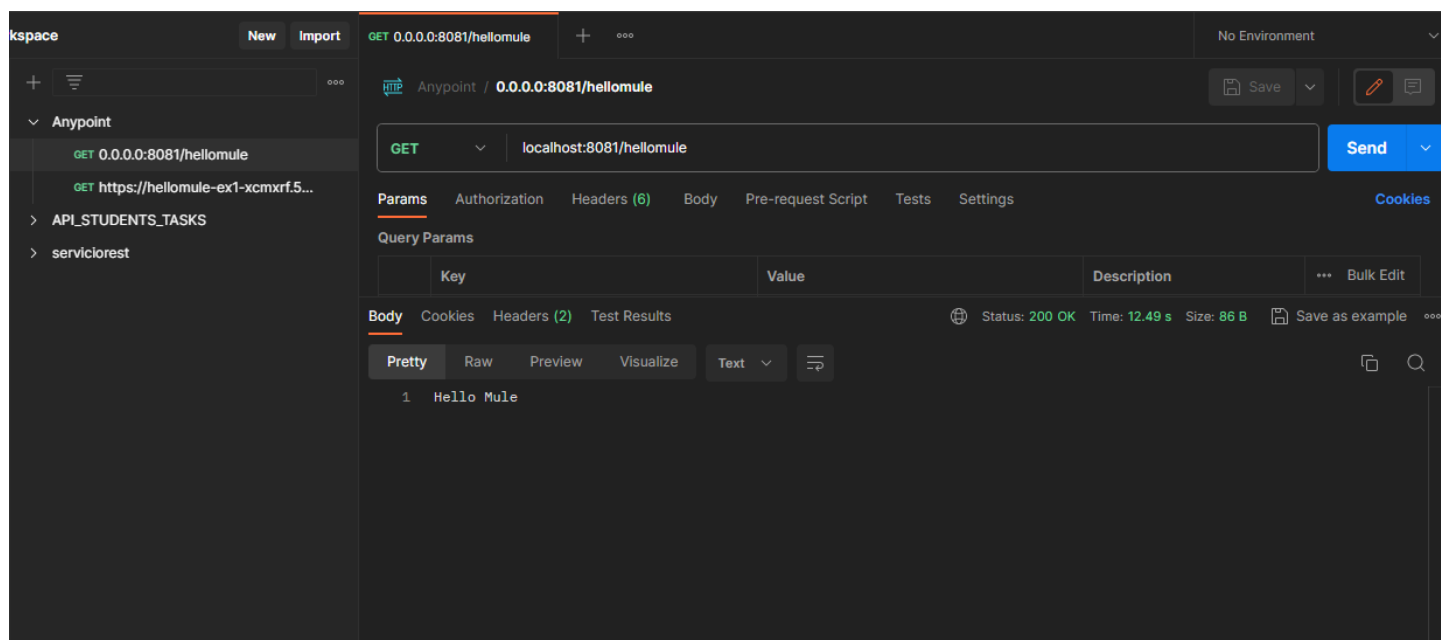 kspace New Import GET 0.0.0.0:8081/hellomule No Environment
HTTP Anypoint / 0.0.0.0:8081/hellomule Save
Anypoint
GET 0.0.0.0:8081/hellomule GET localhost:8081/hellomule Send
GET https://hellomule-ex1-xcmxrf.5...
Params Authorization Headers (6) Body Pre-request Script Tests Settings Cookies
API_STUDENTS_TASKS
Query Params
serviciorest
Key Value Description Bulk Edit
Body Cookies Headers (2) Test Results Status: 200 OK Time: 12.49 s Size: 86 B Save as example
Pretty Raw Preview Visualize Text
1 Hello Mule